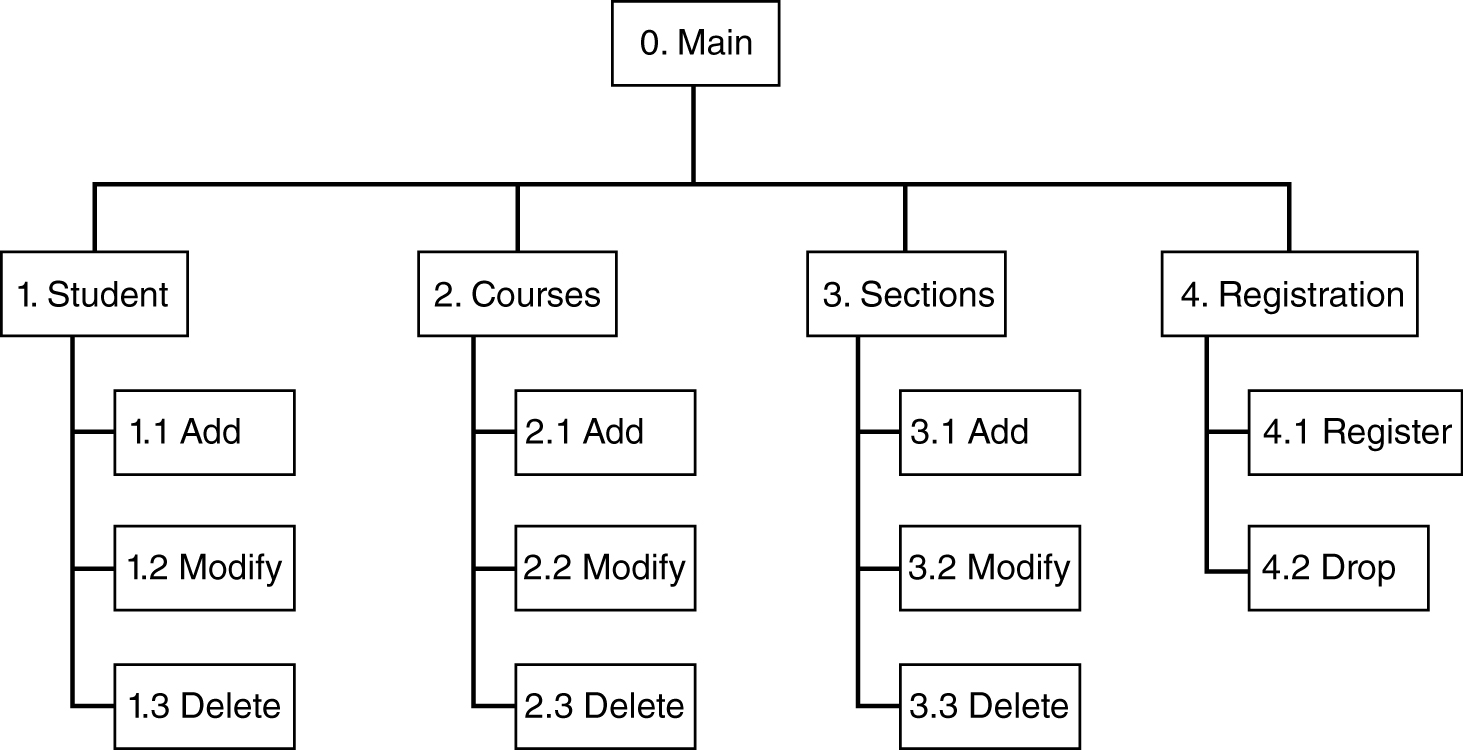 0. Main
1. Student
1.1 Add
1.2 Modify
1.3 Delete
2. Courses
2.1 Add
2.2 Modify
2.3 Delete
3. Sections
3.1 Add
3.2 Modify
3.3 Delete
4. Registration
4.1 Register
4.2 Drop